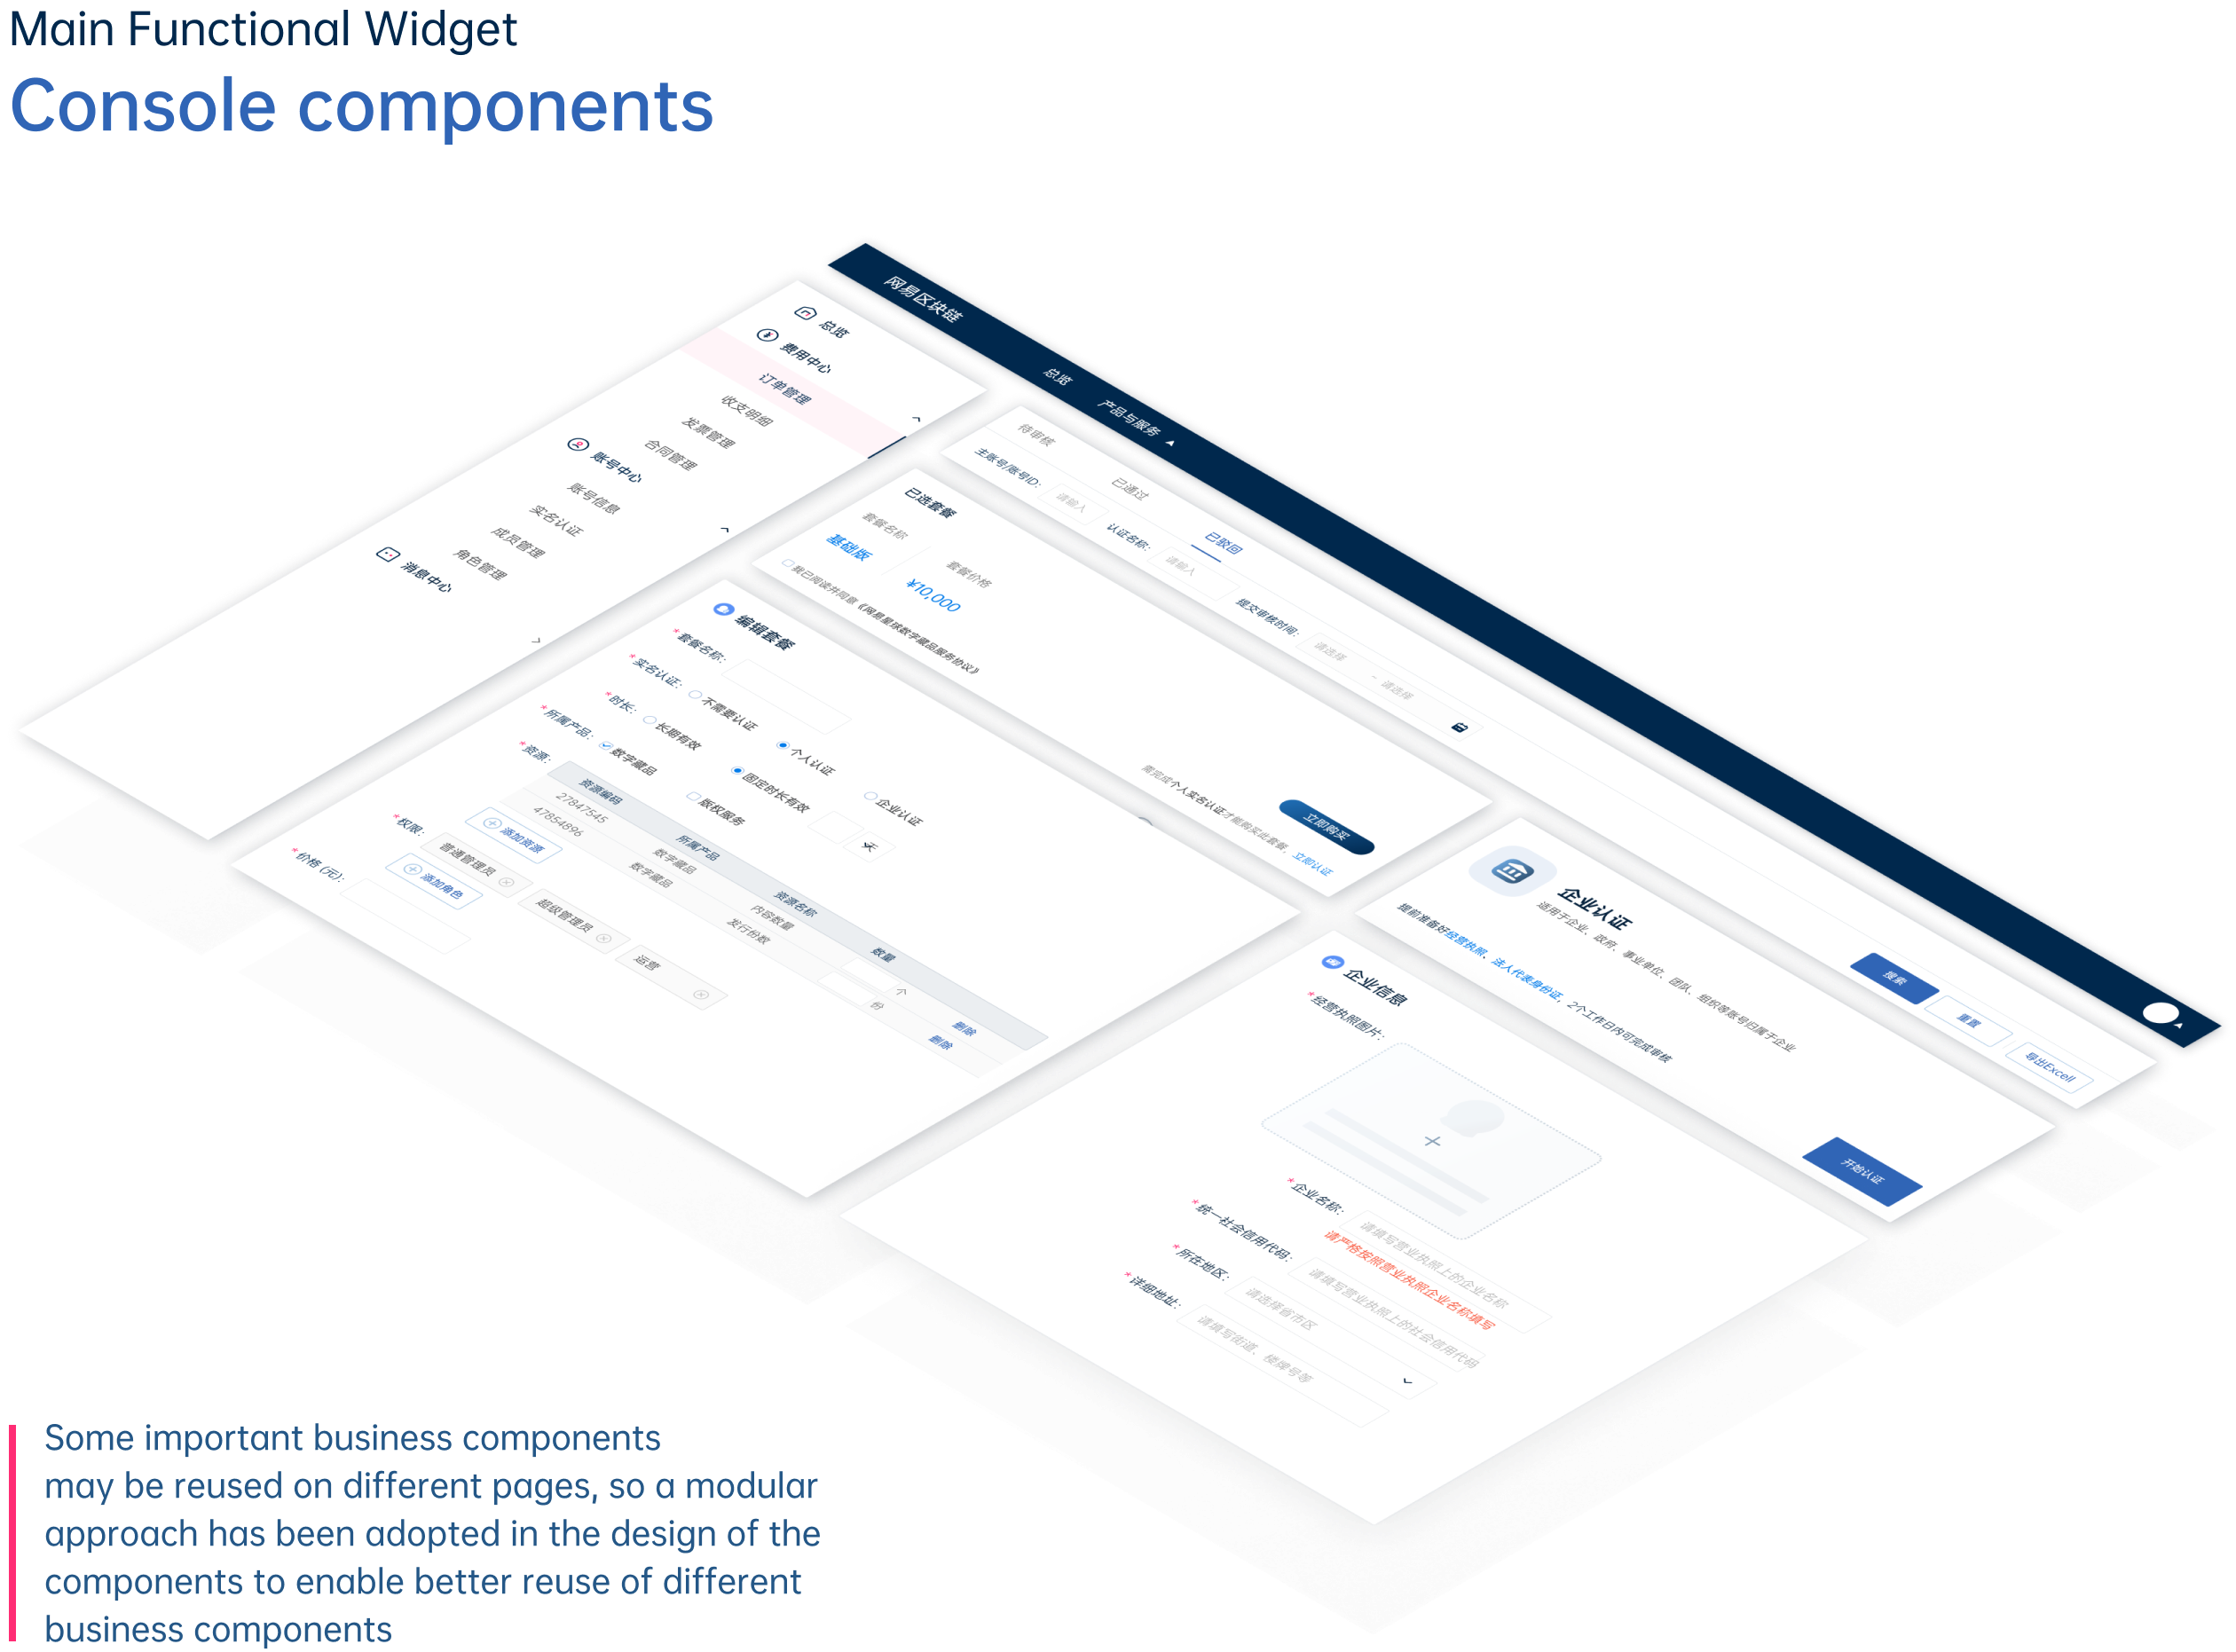 Main Functional Widget
Console components
网易区块链
总览
产品与服务
总览
费用中心
订单管理
收支明细
发票管理
合同管理
账号中心
账号信息
实名认证
成员管理
角色管理
消息中心
待审核
已通过
已驳回
主账号/账号ID:
请输入
认证名称:
请输入
提交审核时间:
请选择
- 请选择
搜索
重置
导出Excell
已选套餐
套餐名称
基础版
套餐价格
¥10,000
我已阅读并同意《网易星球数字藏品服务协议》
立即购买
需完成个人实名认证才能购买此套餐、立即认证
编辑套餐
*套餐名称:
*实名认证:
不需要认证
个人认证
企业认证
*时长:
长期有效
固定时长有效
天
*所属产品:
数字藏品
版权服务
*资源:
资源编码
所属产品
资源名称
数量
27847545
数字藏品
内容数量
个
删除
47854896
数字藏品
发行份数
份
删除
添加资源
*权限:
普通管理员
超级管理员
运营
添加角色
*价格 (元):
企业认证
适用于企业、政府、事业单位、团队、组织等账号归属于企业
提前准备好经营执照、法人代表身份证，2个工作日内可完成审核
开始认证
企业信息
*经营执照图片:
*企业名称:
请填写营业执照上的企业名称
请严格按照营业执照企业名称填写
*统一社会信用代码:
请填写营业执照上的社会信用代码
*所在地区:
请选择省市区
*详细地址:
请填写街道、楼牌号等
Some important business components
may be reused on different pages, so a modular
approach has been adopted in the design of the
components to enable better reuse of different
business components